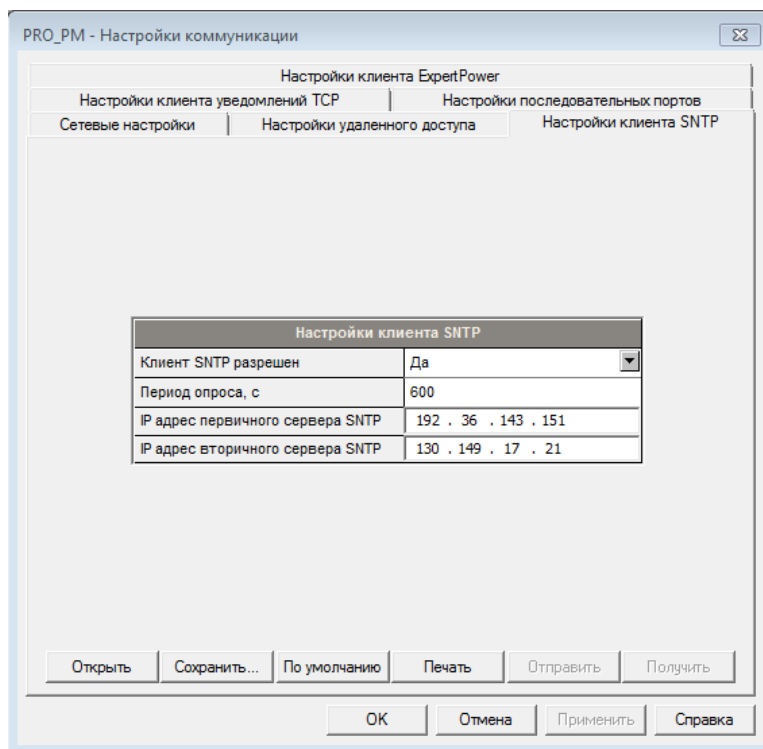 PRO_PM - Настройки коммуникации
Настройки клиента ExpertPower
Настройки клиента уведомлений TCP Настройки последовательных портов
Сетевые настройки Настройки удаленного доступа Настройки клиента SNTP
Настройки клиента SNTP
Клиент SNTP разрешен Да
Период опроса, с 600
IP адрес первичного сервера SNTP 192 . 36 . 143 . 151
IP адрес вторичного сервера SNTP 130 . 149 . 17 . 21
Открыть Сохранить... По умолчанию Печать Отправить Получить
OK Отмена Применить Справка